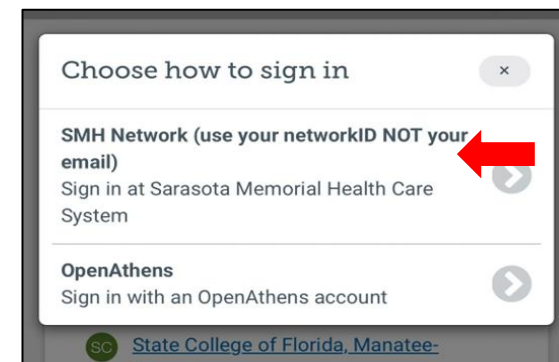 Choose how to sign in
×
SMH Network (use your networkID NOT your
email)
Sign in at Sarasota Memorial Health Care
System
OpenAthens
Sign in with an OpenAthens account
SC State College of Florida, Manatee-